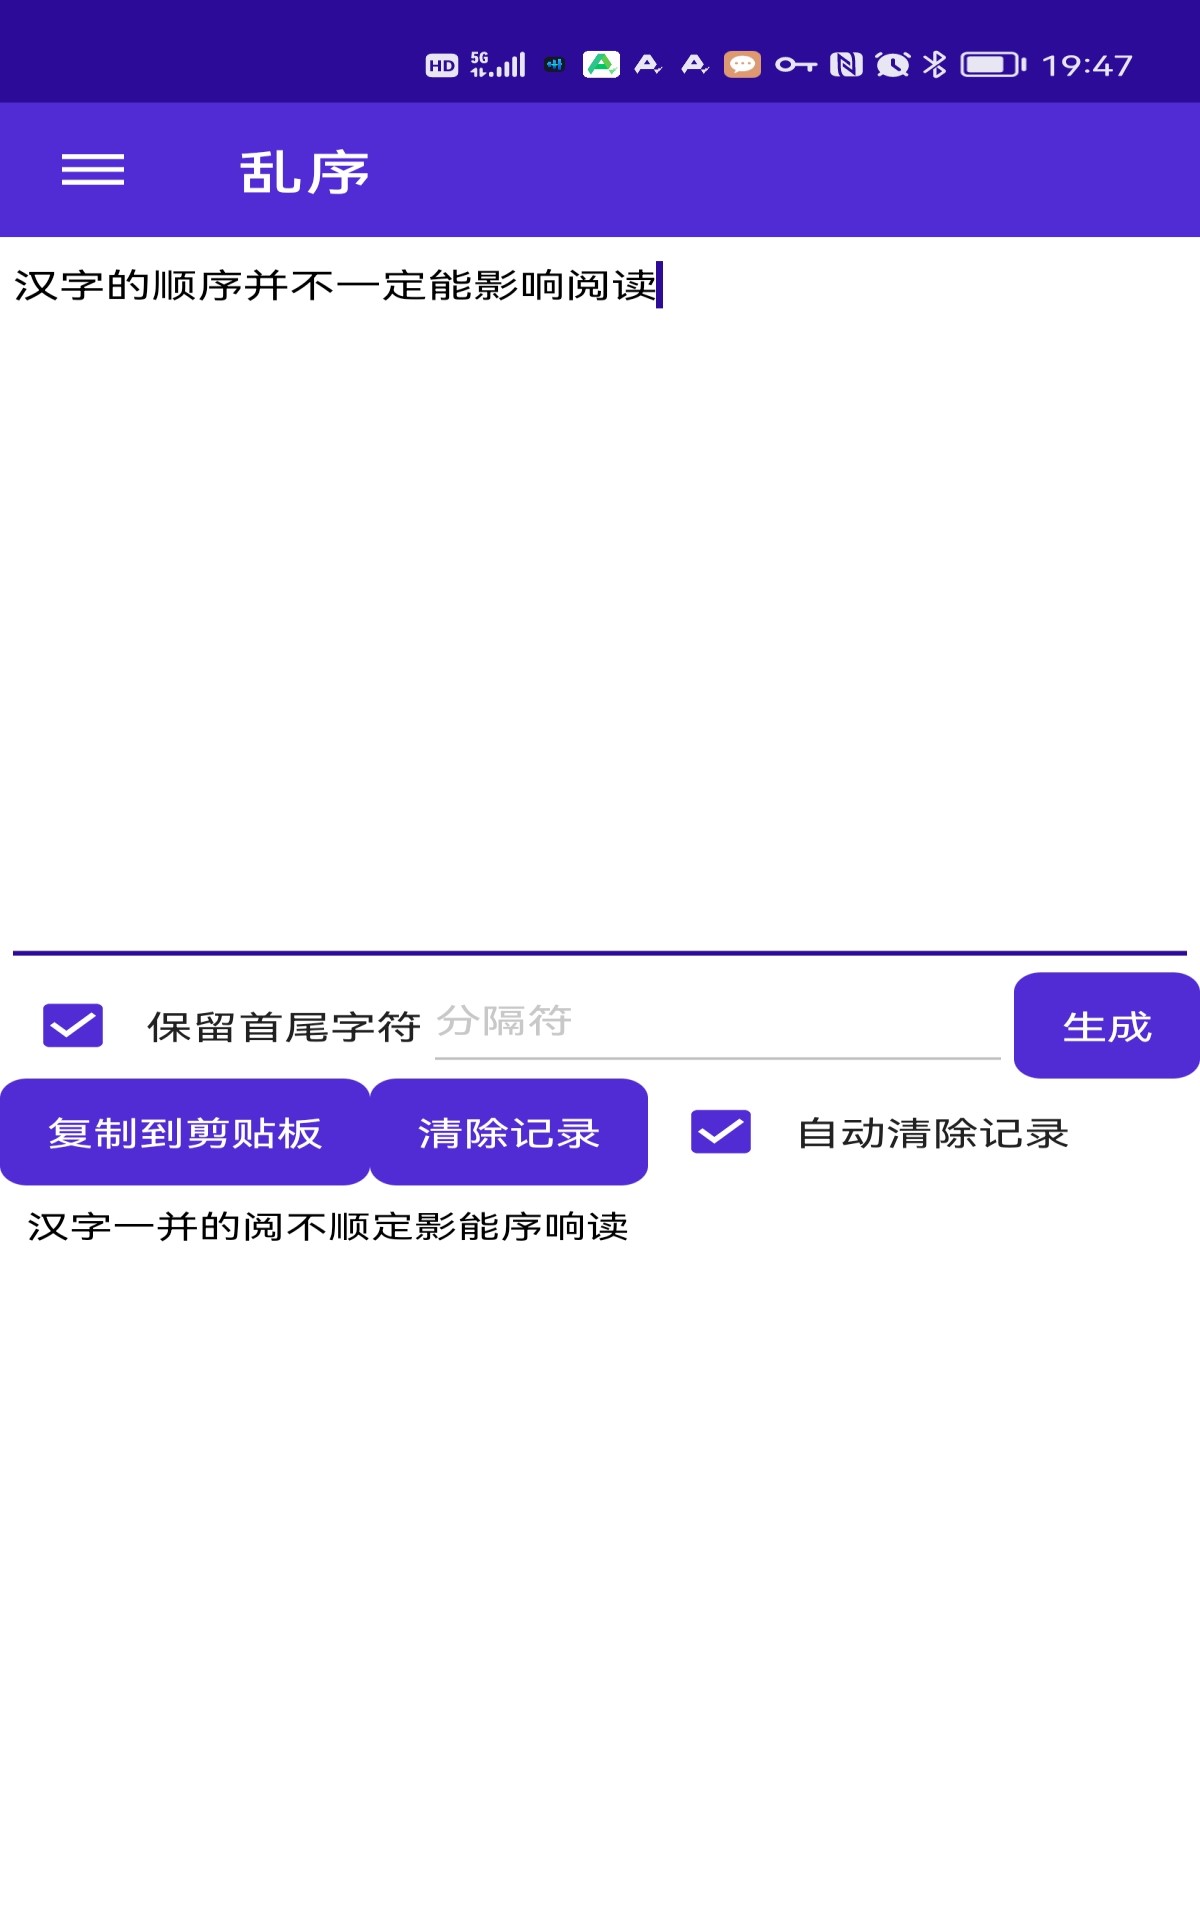 HD 5G 19:47
乱序
汉字的顺序并不一定能影响阅读
保留首尾字符 分隔符 生成
复制到剪贴板 清除记录 自动清除记录
汉字一并的阅不顺定影能序响读